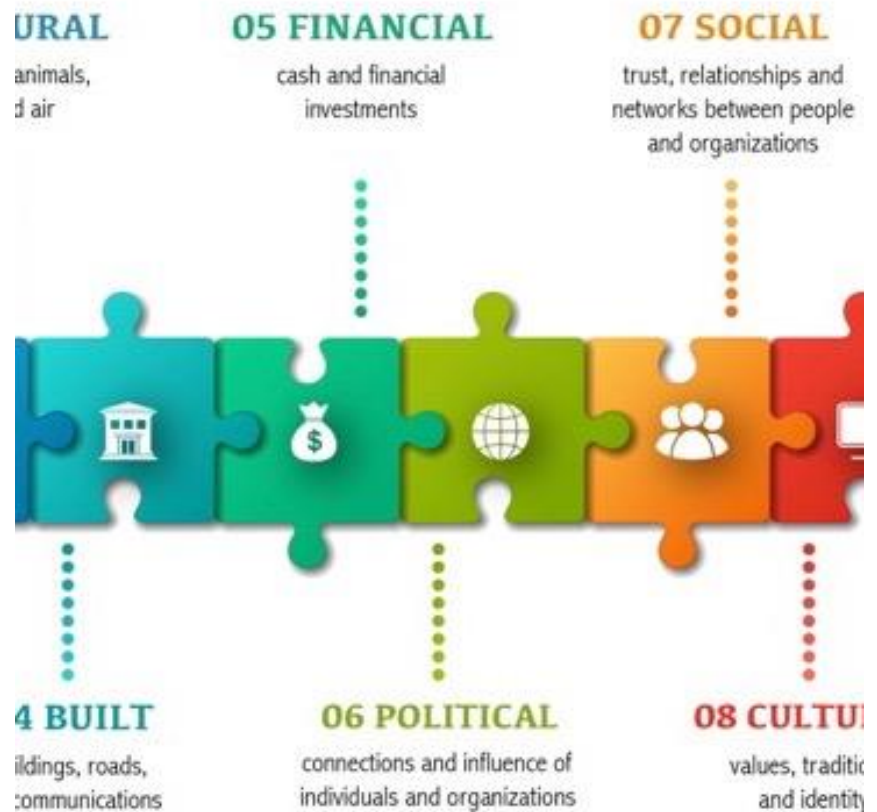 URAL
animals,
d air
05 FINANCIAL
cash and financial
investments
07 SOCIAL
trust, relationships and
networks between people
and organizations
$
4 BUILT
ildings, roads,
communications
06 POLITICAL
connections and influence of
individuals and organizations
08 CULTU
values, traditio
and identity